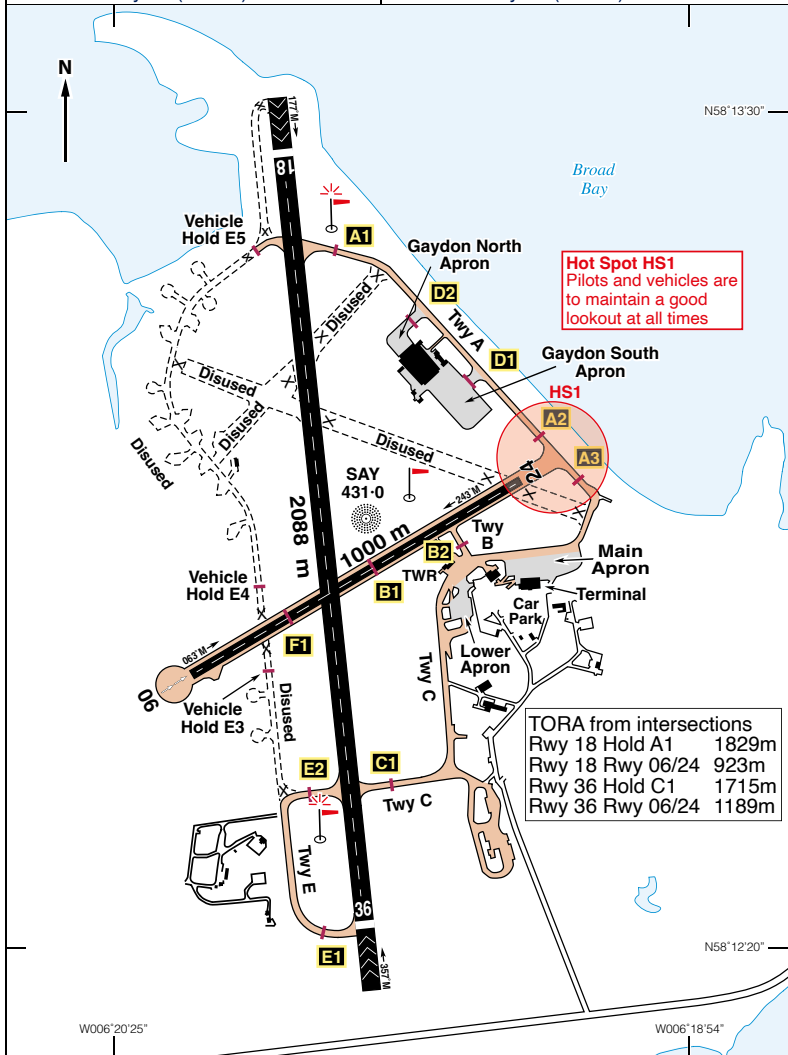 N
177°M
N58°13'30"
18
Broad
Bay
Vehicle
Hold E5
A1
Gaydon North
Apron
Hot Spot HS1
Pilots and vehicles are
to maintain a good
lookout at all times
D2
Twy A
Disused
D1
Gaydon South
Apron
HS1
Disused
Disused
A2
Disused
A3
Disused
SAY
431·0
24
243°M
2088 m
1000 m
Twy
B
B2
TWR
Main
Apron
B1
Terminal
Vehicle
Hold E4
Car
Park
F1
063°M
Lower
Apron
06
Twy C
Vehicle
Hold E3
Disused
TORA from intersections
Rwy 18 Hold A1 1829m
Rwy 18 Rwy 06/24 923m
Rwy 36 Hold C1 1715m
Rwy 36 Rwy 06/24 1189m
E2
C1
Twy C
Twy E
36
E1
357°M
N58°12'20"
W006°20'25"
W006°18'54"